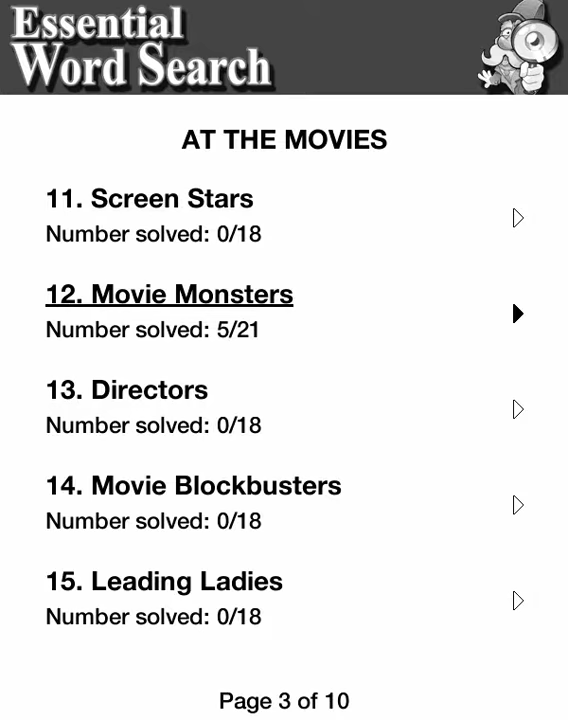 Essential
Word Search
AT THE MOVIES
11. Screen Stars
Number solved: 0/18
12. Movie Monsters
Number solved: 5/21
13. Directors
Number solved: 0/18
14. Movie Blockbusters
Number solved: 0/18
15. Leading Ladies
Number solved: 0/18
Page 3 of 10